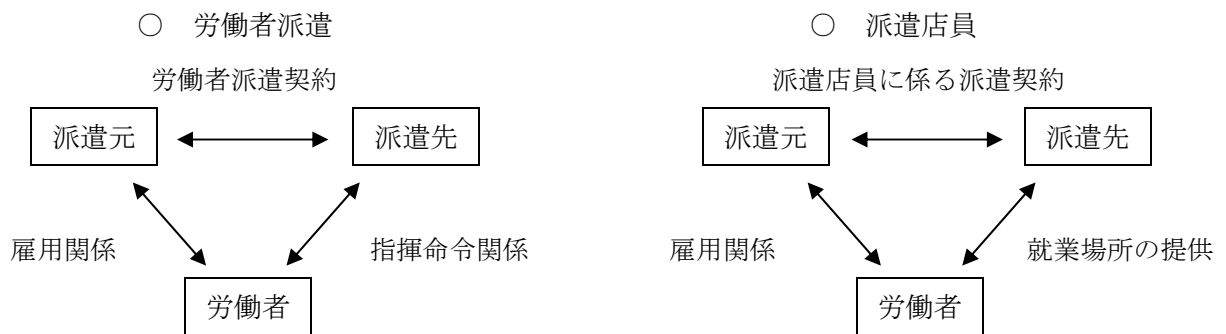 ○ 労働者派遣
労働者派遣契約
派遣元
派遣先
雇用関係
指揮命令関係
労働者
○ 派遣店員
派遣店員に係る派遣契約
派遣元
派遣先
雇用関係
就業場所の提供
労働者